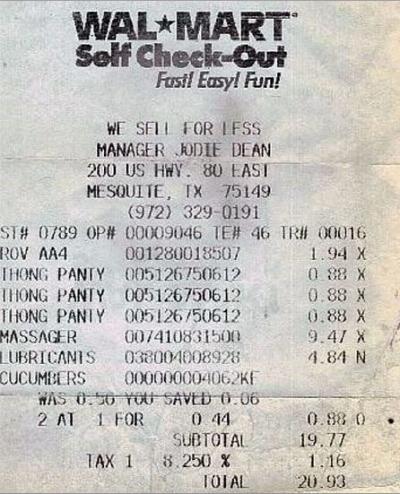 WAL★MART
Self Check-Out
Fast! Easy! Fun!
WE SELL FOR LESS
MANAGER JODIE DEAN
200 US HWY. 80 EAST
MESQUITE, TX 75149
(972) 329-0191
ST# 0789 OP# 00009046 TE# 46 TR# 00016
ROV AA4 001280018507 1.94 X
THONG PANTY 005126750612 0.88 X
THONG PANTY 005126750612 0.88 X
THONG PANTY 005126750612 0.88 X
MASSAGER 007410831500 9.47 X
LUBRICANTS 038004008928 4.84 N
CUCUMBERS 000000004062KF
WAS 0.50 YOU SAVED 0.06
2 AT 1 FOR 0.44 0.88 O
SUBTOTAL 19.77
TAX 1 8.250 % 1.16
TOTAL 20.93